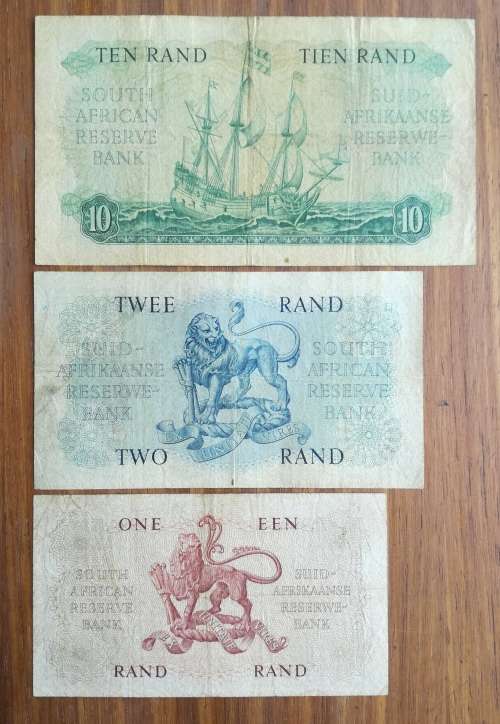 TEN RAND TIEN RAND
SOUTH SUID-
AFRICAN AFRIKAANSE
RESERVE RESERWE-
BANK BANK
10 10
TWEE RAND
SUID- SOUTH
AFRIKAANSE AFRICAN
RESERWE- RESERVE
BANK BANK
TWO RAND
ONE EEN
SOUTH SUID-
AFRICAN AFRIKAANSE
RESERVE RESERWE-
BANK BANK
RAND RAND